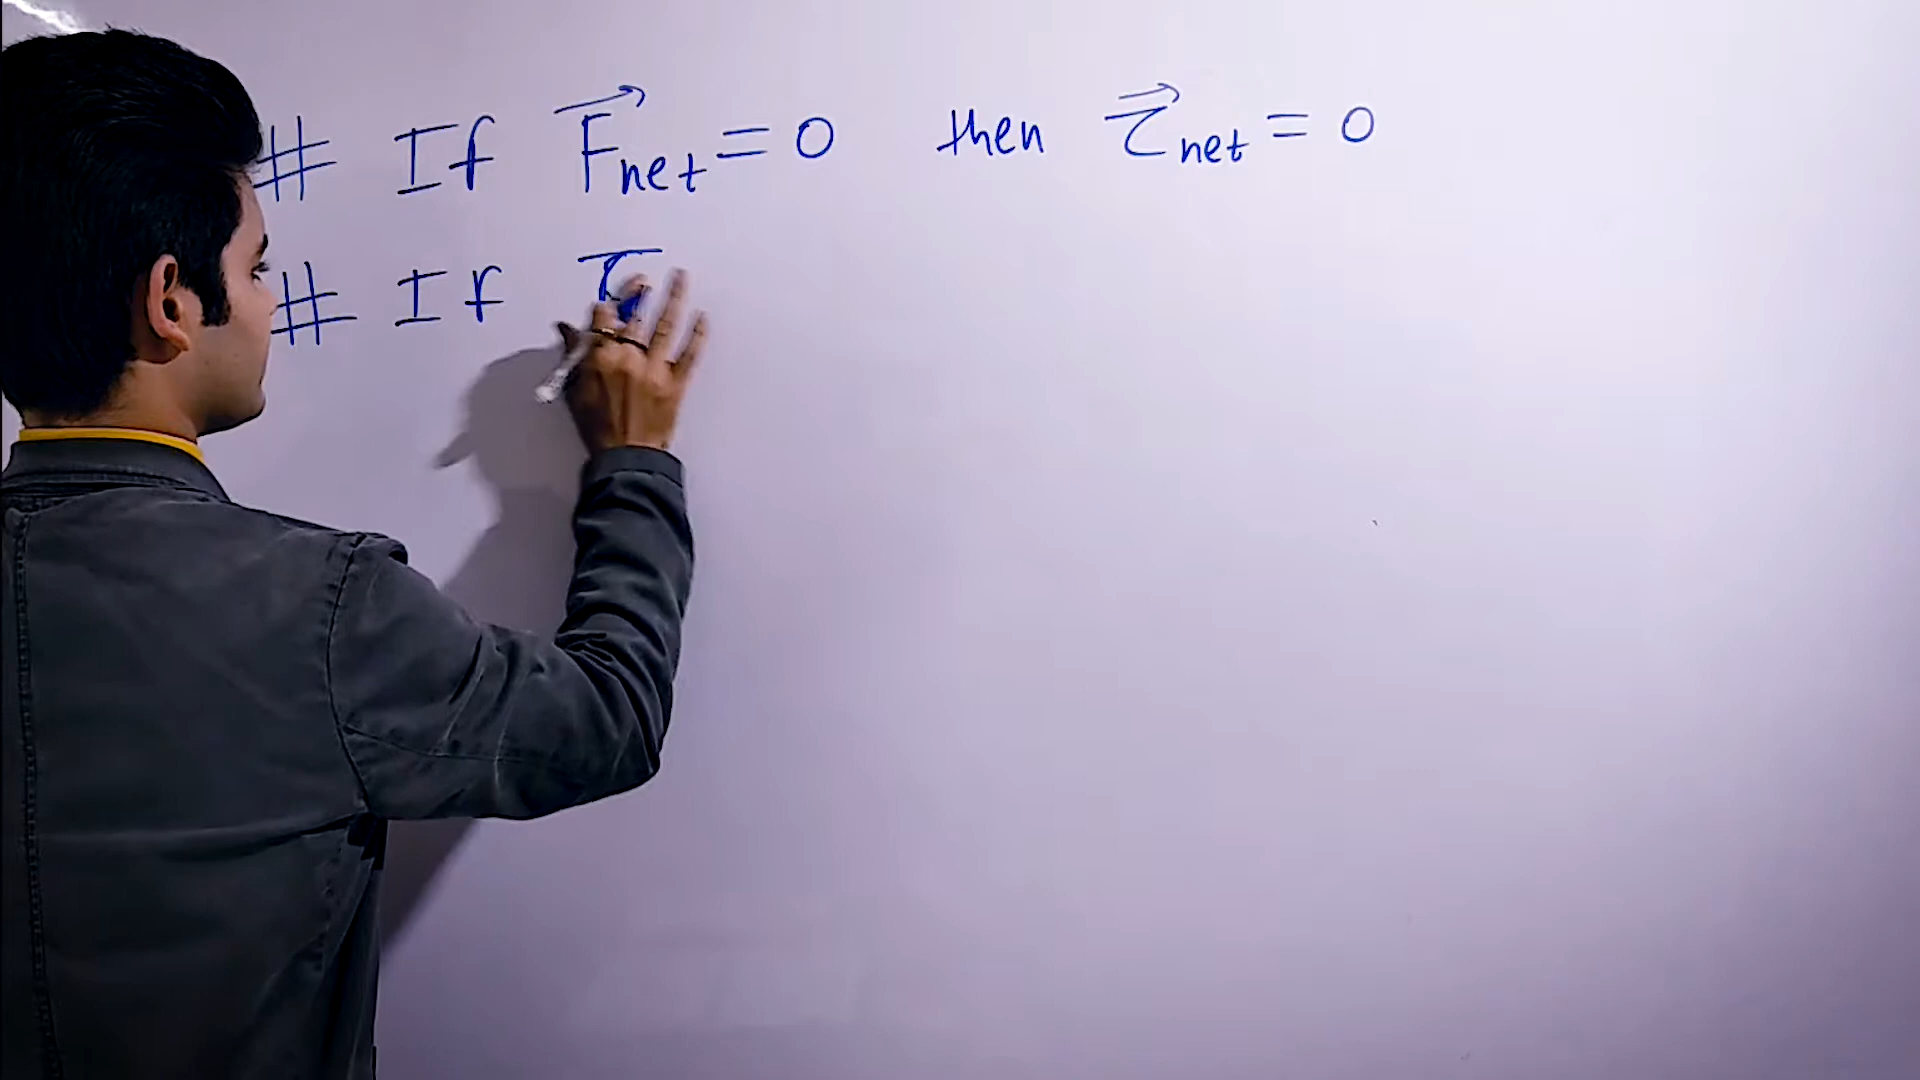 # If F⃗net = 0 then τ⃗net = 0
# If τ